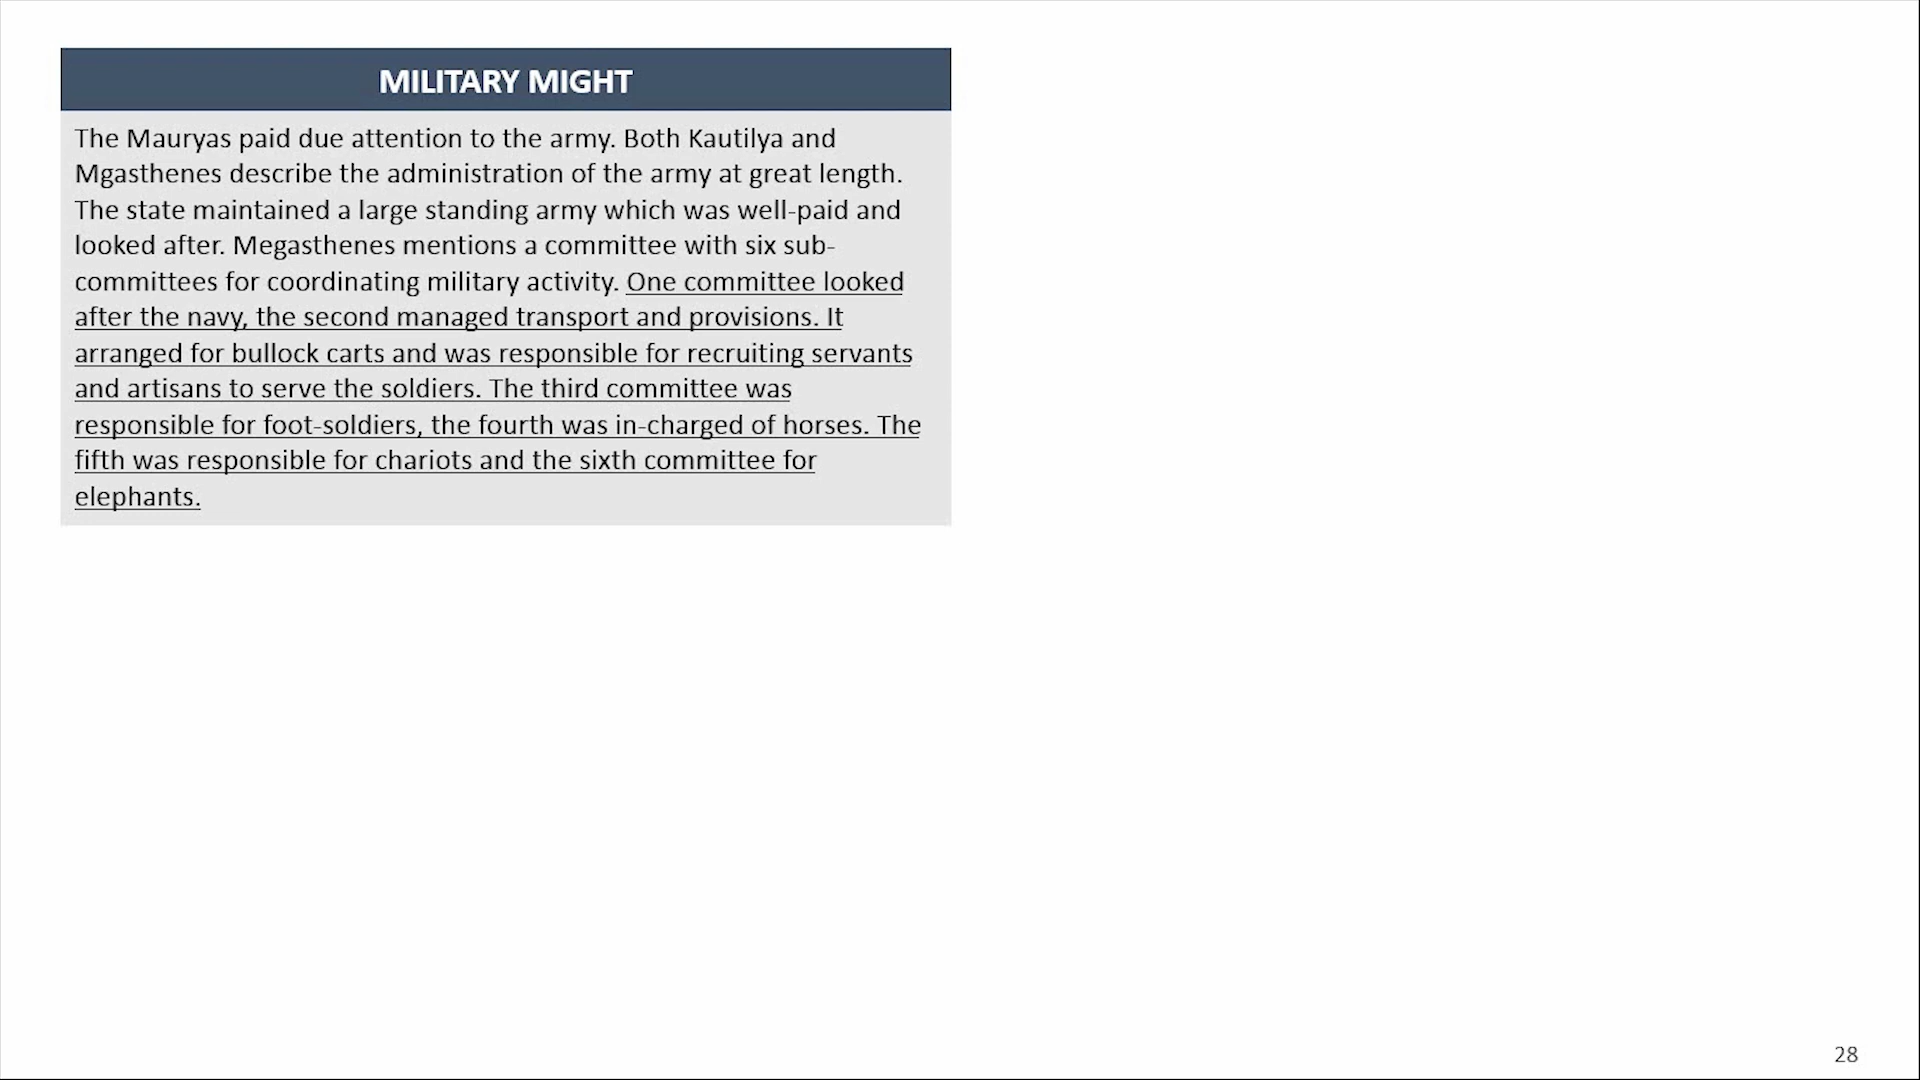 MILITARY MIGHT
The Mauryas paid due attention to the army. Both Kautilya and
Mgasthenes describe the administration of the army at great length.
The state maintained a large standing army which was well-paid and
looked after. Megasthenes mentions a committee with six sub-
committees for coordinating military activity. One committee looked
after the navy, the second managed transport and provisions. It
arranged for bullock carts and was responsible for recruiting servants
and artisans to serve the soldiers. The third committee was
responsible for foot-soldiers, the fourth was in-charged of horses. The
fifth was responsible for chariots and the sixth committee for
elephants.
28